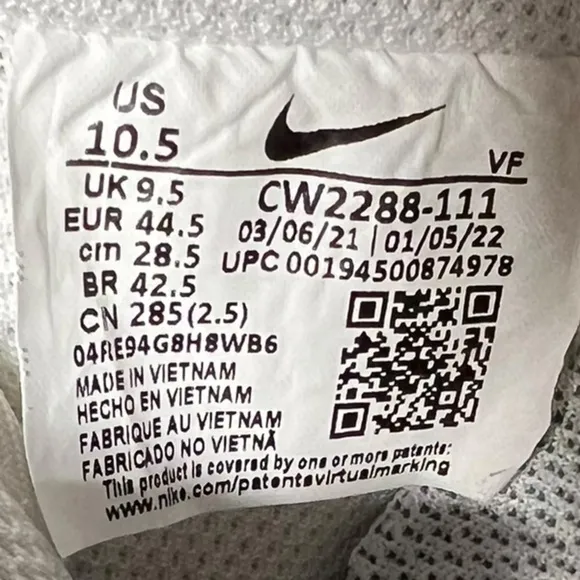 US
10.5
VF
UK 9.5
CW2288-111
EUR 44.5
03/06/21 | 01/05/22
cm 28.5
UPC 00194500874978
BR 42.5
CN 285(2.5)
04RE94G8H8WB6
MADE IN VIETNAM
HECHO EN VIETNAM
FABRIQUE AU VIETNAM
FABRICADO NO VIETNÃ
This product is covered by one or more patents:
www.nike.com/patentsvirtualmarking